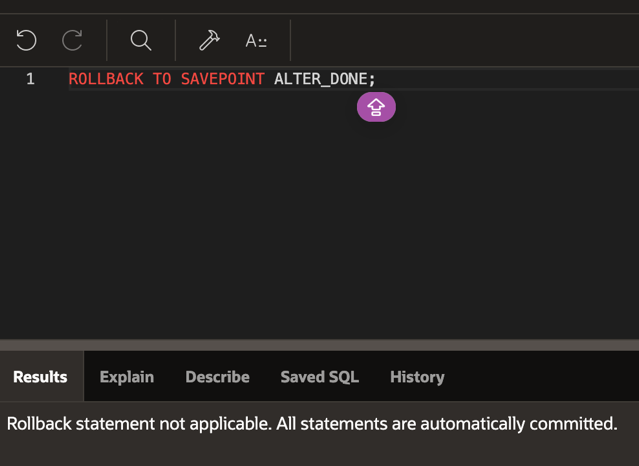 A::
1 ROLLBACK TO SAVEPOINT ALTER_DONE;
Results Explain Describe Saved SQL History
Rollback statement not applicable. All statements are automatically committed.